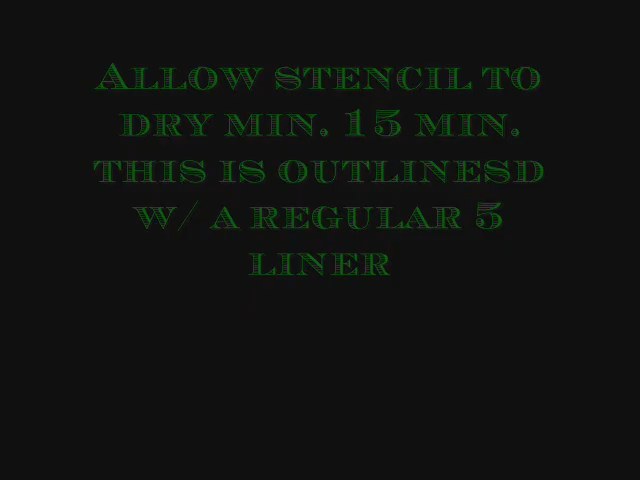 Allow stencil to
dry min. 15 min.
this is outlinesd
w/ a regular 5
liner